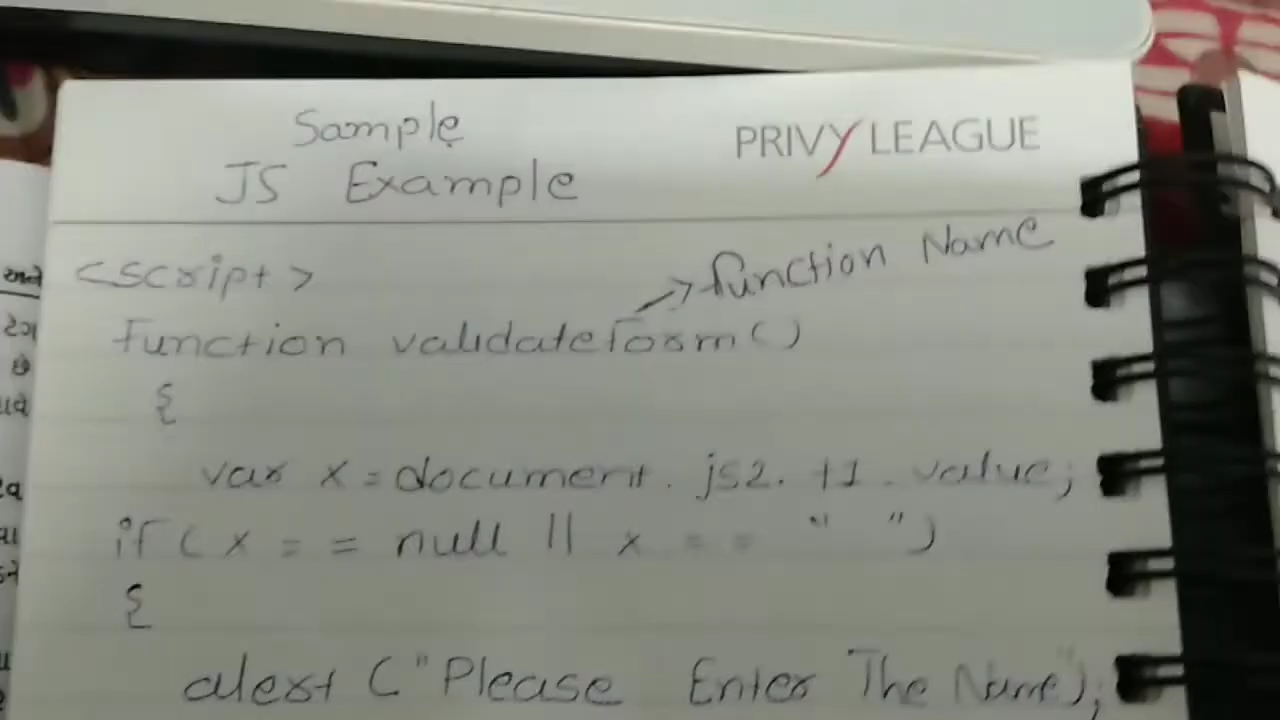 Sample
PRIVY LEAGUE
JS Example
<script>
→ function Name
function validateform()
{
var x = document. js2. t1. value;
if ( x = = null || x = = " " )
{
alert ("Please Enter The Name");